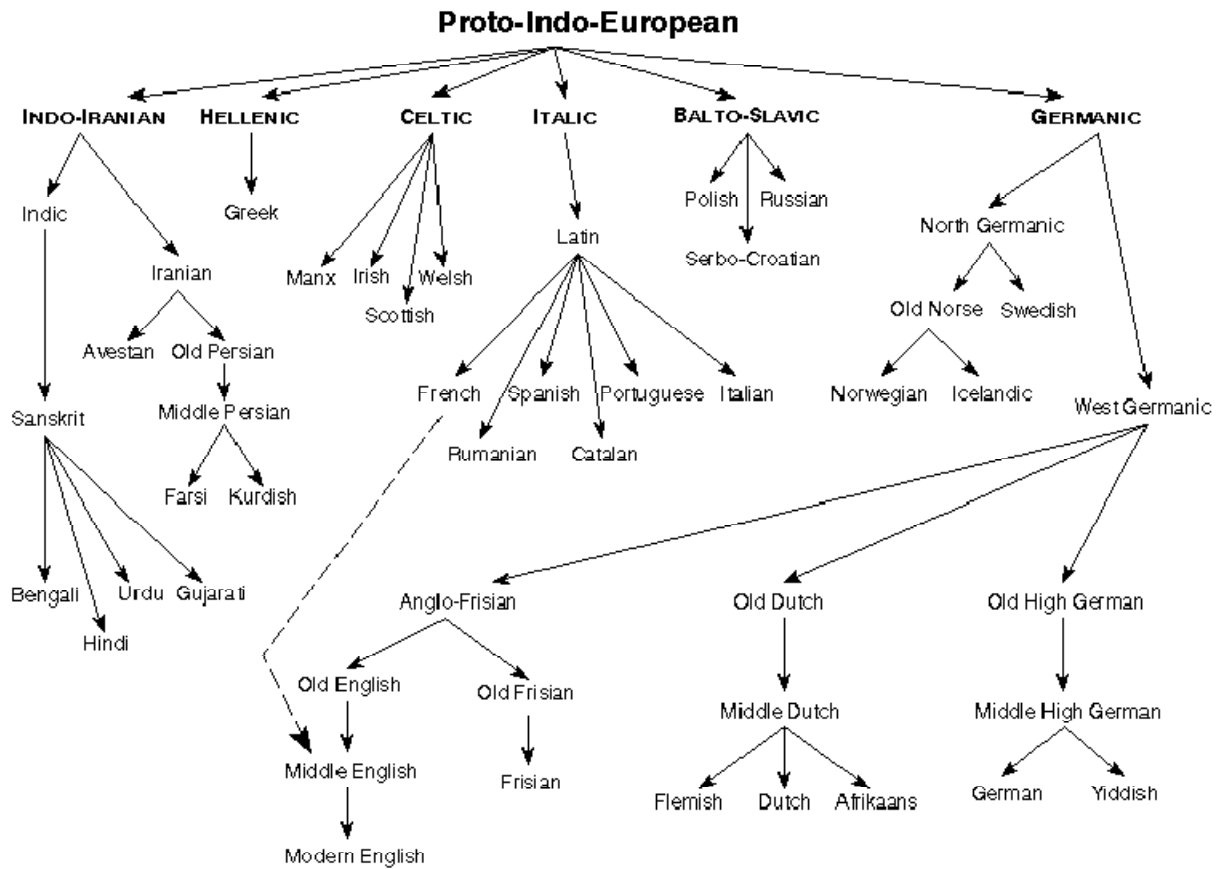 Proto-Indo-European
INDO-IRANIAN HELLENIC CELTIC ITALIC BALTO-SLAVIC GERMANIC
Indic Greek Polish Russian
North Germanic
Latin
Iranian Manx Irish Welsh Serbo-Croatian
Scottish Old Norse Swedish
Avestan Old Persian
French Spanish Portuguese Italian Norwegian Icelandic
Sanskrit Middle Persian West Germanic
Rumanian Catalan
Farsi Kurdish
Bengali Urdu Gujarati Anglo-Frisian Old Dutch Old High German
Hindi
Old English Old Frisian
Middle Dutch Middle High German
Middle English Frisian
Flemish Dutch Afrikaans German Yiddish
Modern English